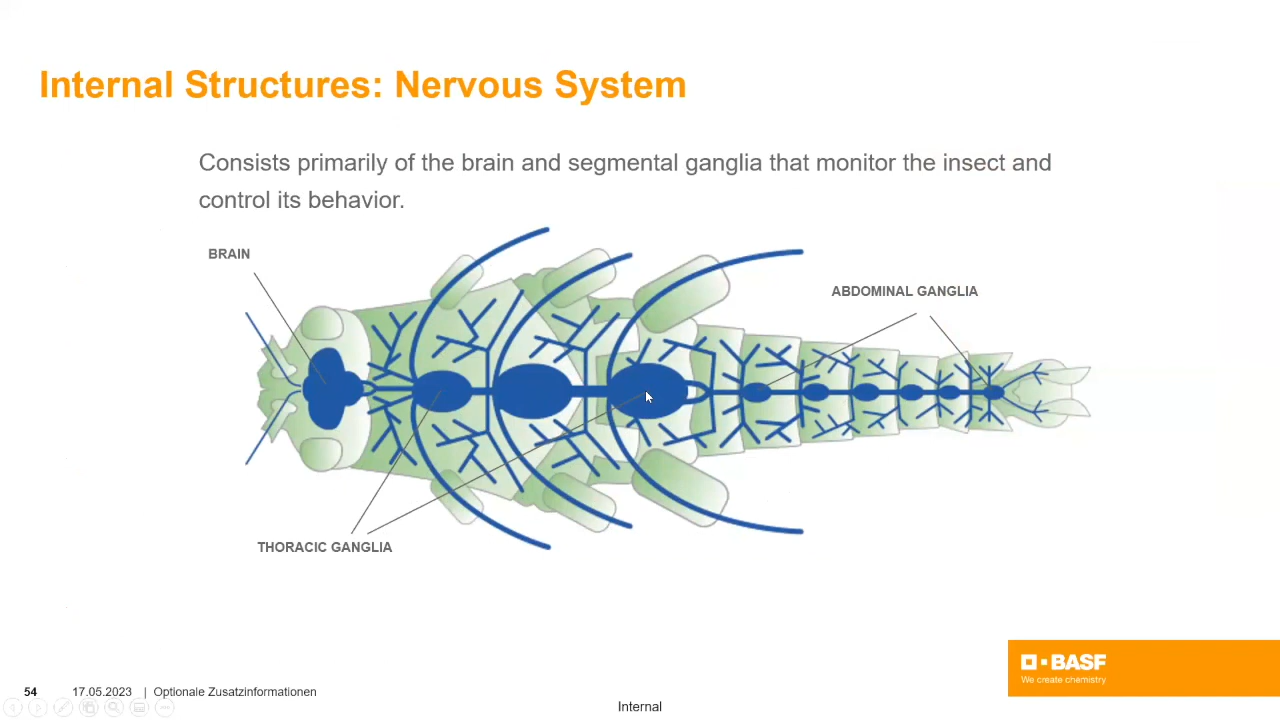 Internal Structures: Nervous System
Consists primarily of the brain and segmental ganglia that monitor the insect and
control its behavior.
BRAIN
ABDOMINAL GANGLIA
THORACIC GANGLIA
BASF
We create chemistry
54 17.05.2023 | Optionale Zusatzinformationen
Internal